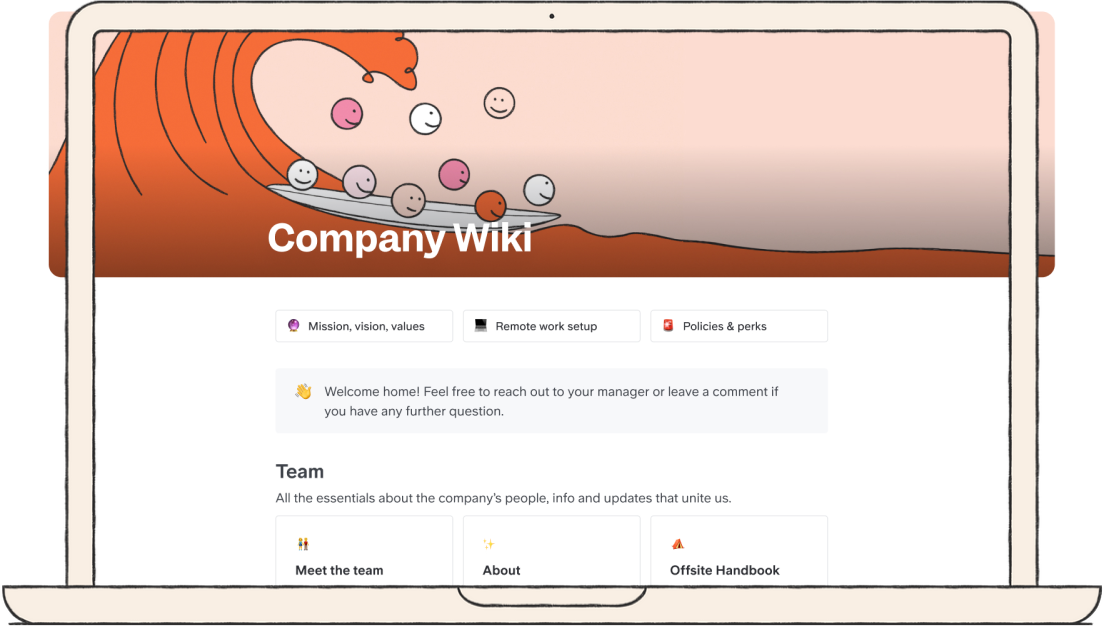 Company Wiki
Mission, vision, values
Remote work setup
Policies & perks
Welcome home! Feel free to reach out to your manager or leave a comment if
you have any further question.
Team
All the essentials about the company's people, info and updates that unite us.
Meet the team
About
Offsite Handbook